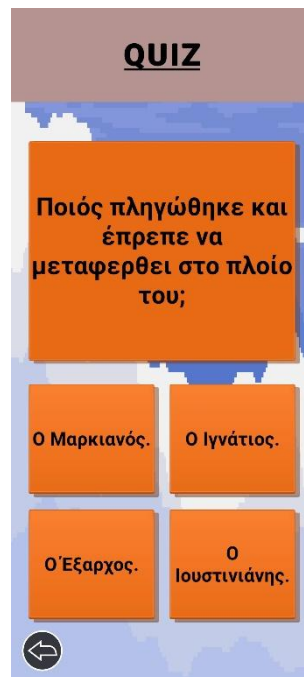 QUIZ
Ποιός πληγώθηκε και
έπρεπε να
μεταφερθει στο πλοίο
του;
Ο Μαρκιανός.
Ο Ιγνάτιος.
Ο Έξαρχος.
Ο
Ιουστινιάνης.